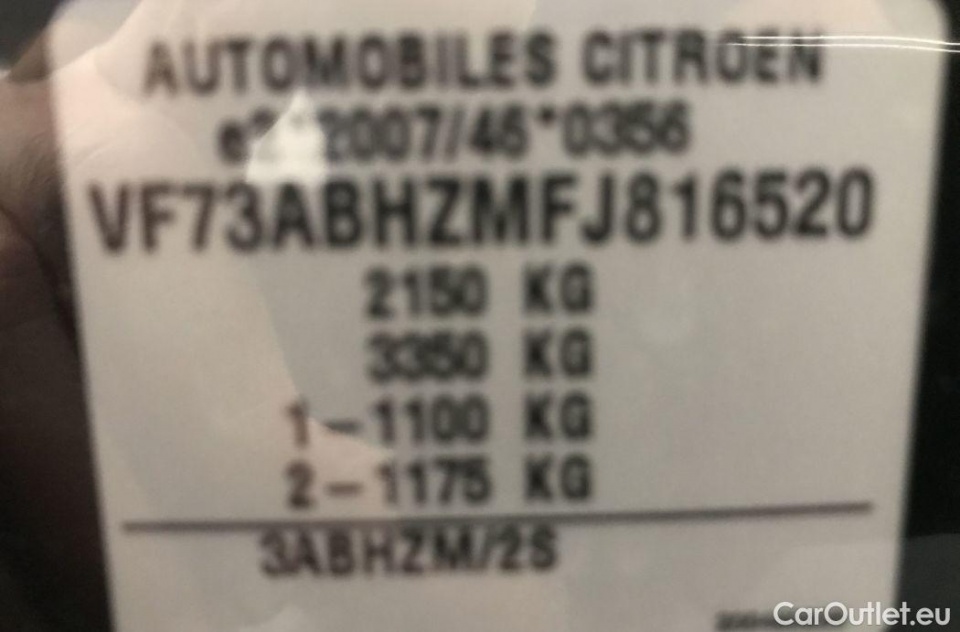 AUTOMOBILES CITROEN
e2*2007/46*0356
VF73ABHZMFJ816520
2150 KG
3350 KG
1-1100 KG
2-1175 KG
3ABHZM/2S
CarOutlet.eu